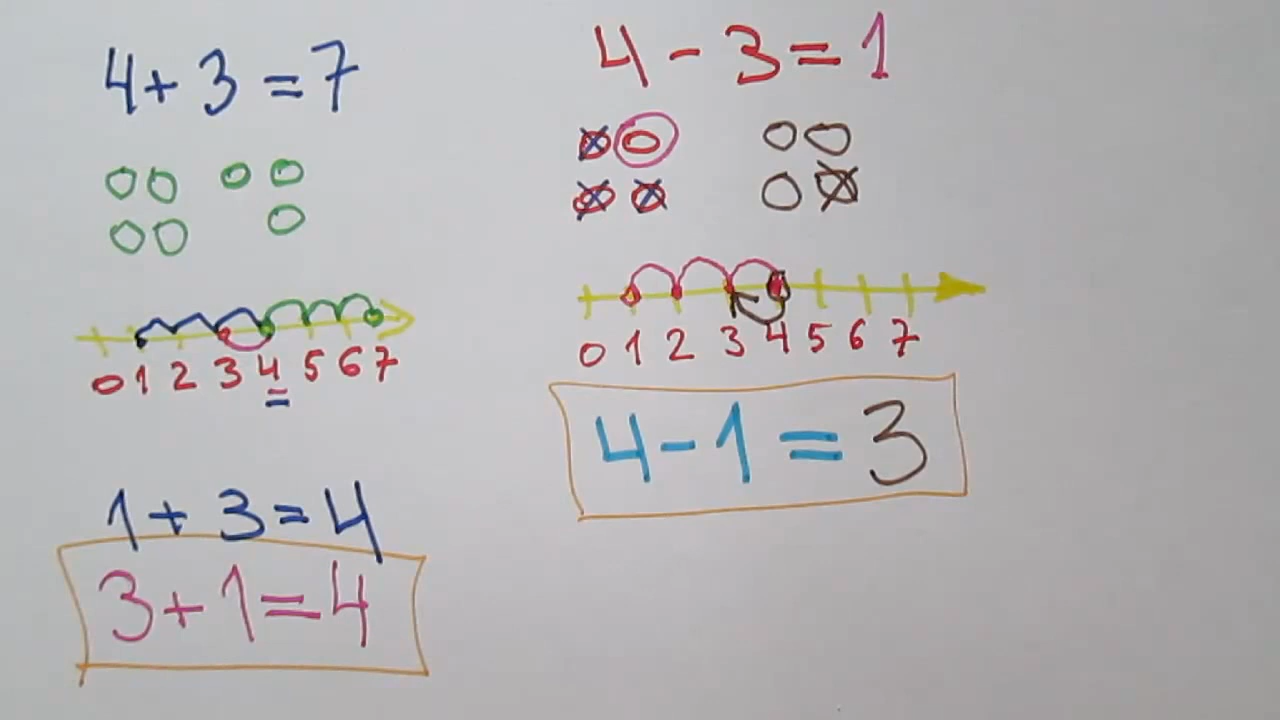 4 + 3 = 7
0 1 2 3 4 5 6 7
=
1 + 3 = 4
3 + 1 = 4
4 - 3 = 1
0 1 2 3 4 5 6 7
4 - 1 = 3